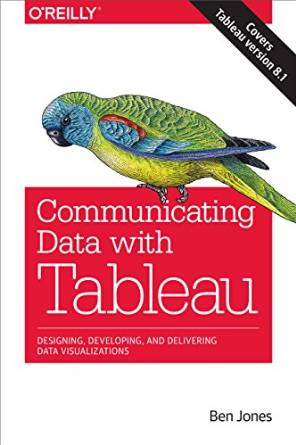 O'REILLY®
Covers
Tableau version 8.1
Communicating
Data with
Tableau
DESIGNING, DEVELOPING, AND DELIVERING
DATA VISUALIZATIONS
Ben Jones